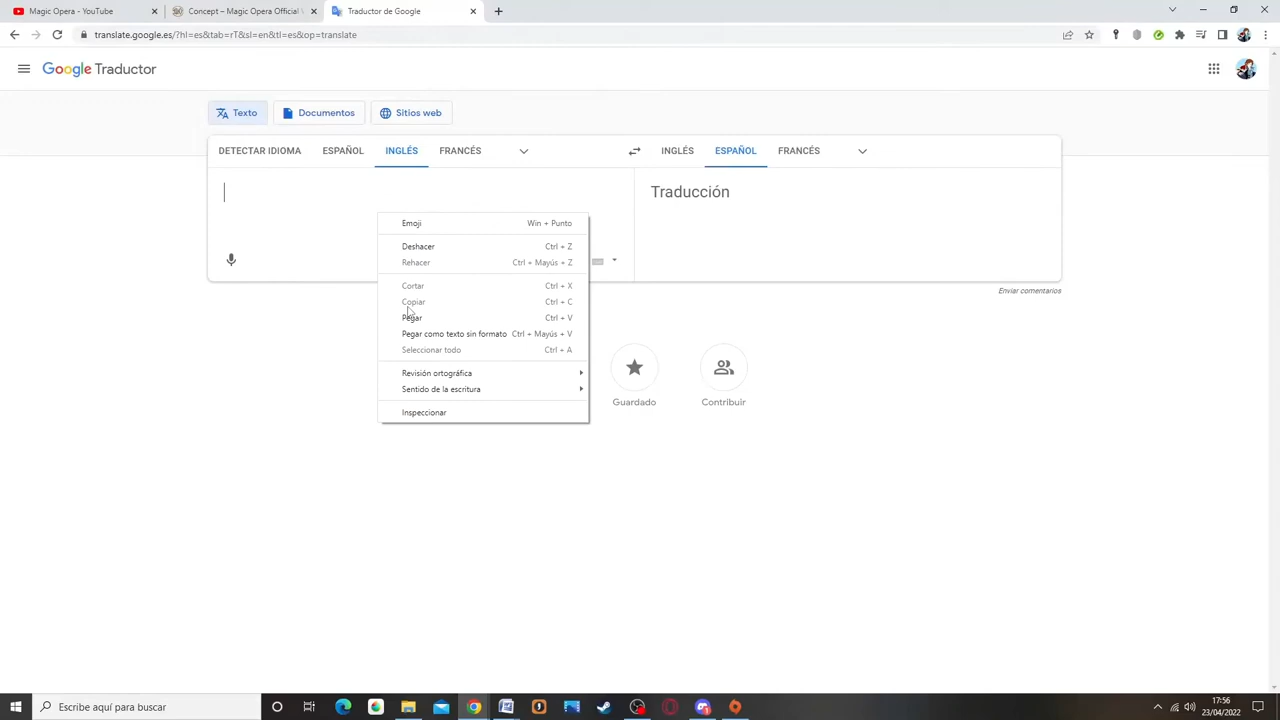 Magic Opera - YouTube
Concept – Magic Opera Official W
Traductor de Google
translate.google.es/?hl=es&tab=rT&sl=en&tl=es&op=translate
Google Traductor
Texto
Documentos
Sitios web
DETECTAR IDIOMA
ESPAÑOL
INGLÉS
FRANCÉS
INGLÉS
ESPAÑOL
FRANCÉS
Traducción
Emoji Win + Punto
Deshacer Ctrl + Z
Rehacer Ctrl + Mayús + Z
Cortar Ctrl + X
Copiar Ctrl + C
Pegar Ctrl + V
Pegar como texto sin formato Ctrl + Mayús + V
Seleccionar todo Ctrl + A
Revisión ortográfica
Sentido de la escritura
Inspeccionar
Enviar comentarios
Guardado
Contribuir
Escribe aquí para buscar
17:56
23/04/2022